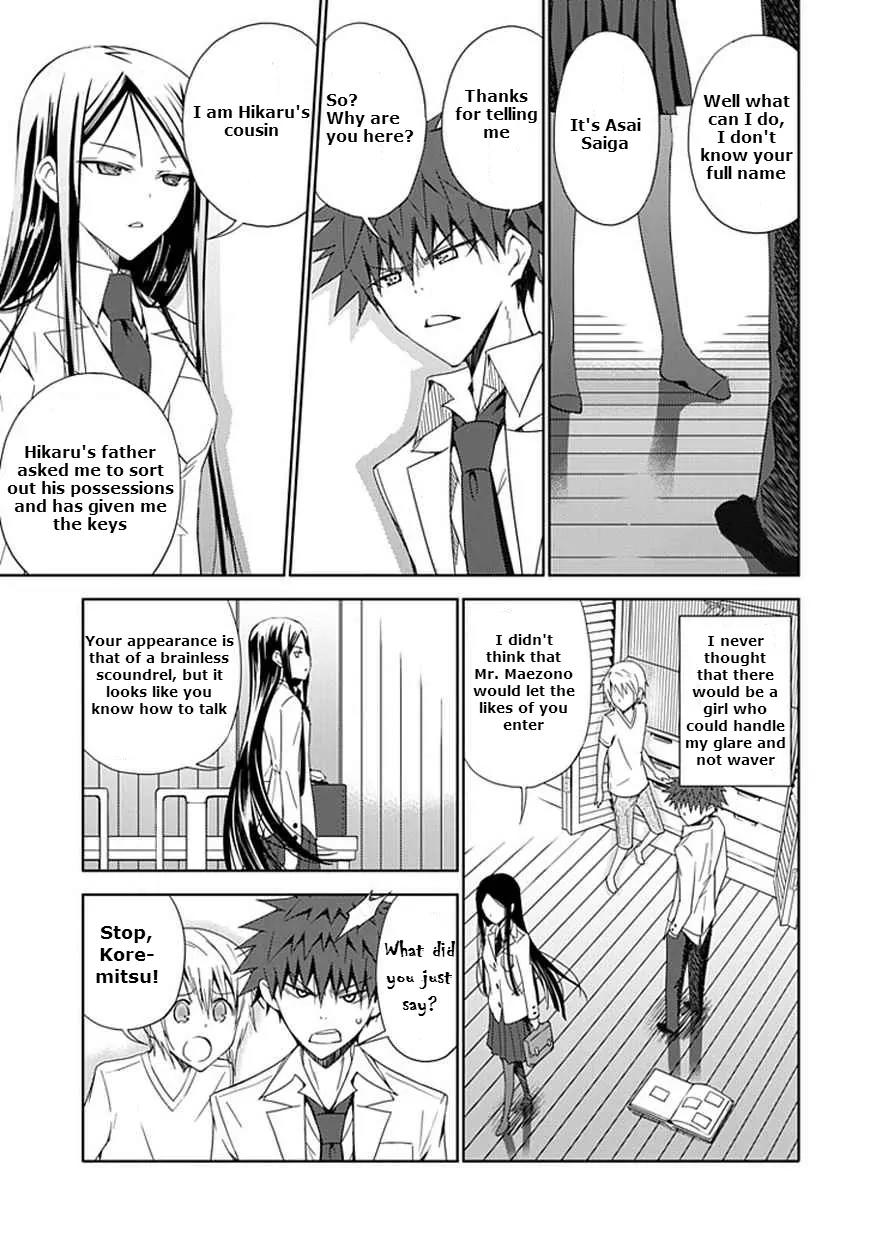 Well what
can I do,
I don't
know your
full name
It's Asai
Saiga
Thanks
for telling
me
So?
Why are
you here?
I am Hikaru's
cousin
Hikaru's father
asked me to sort
out his possessions
and has given me
the keys
I never
thought
that there
would be a
girl who
could handle
my glare and
not waver
I didn't
think that
Mr. Maezono
would let the
likes of you
enter
Your appearance is
that of a brainless
scoundrel, but it
looks like you
know how to talk
What did
you just
say?
Stop,
Kore-
mitsu!